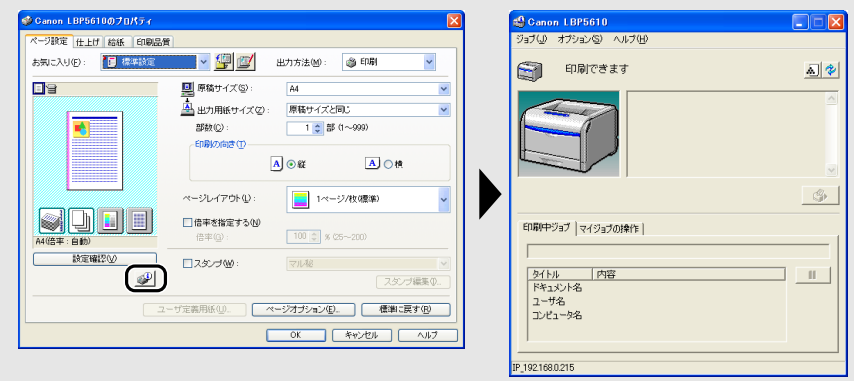 Canon LBP5610のプロパティ
ページ設定 仕上げ 給紙 印刷品質
お気に入り(F): 標準設定 出力方法(M): 印刷
原稿サイズ(S): A4
出力用紙サイズ(Z): 原稿サイズと同じ
部数(C): 1 部 (1～999)
印刷の向き(T)
A 縦 A 横
ページレイアウト(L): 1ページ/枚(標準)
倍率を指定する(N)
倍率(G): 100 % (25～200)
A4(倍率:自動)
設定確認(V)
スタンプ(W): マル秘
スタンプ編集(I)...
ユーザ定義用紙(U)... ページオプション(E)... 標準に戻す(R)
OK キャンセル ヘルプ
Canon LBP5610
ジョブ(J) オプション(S) ヘルプ(H)
印刷できます
印刷中ジョブ マイジョブの操作
タイトル 内容
ドキュメント名
ユーザ名
コンピュータ名
IP_192.168.0.215